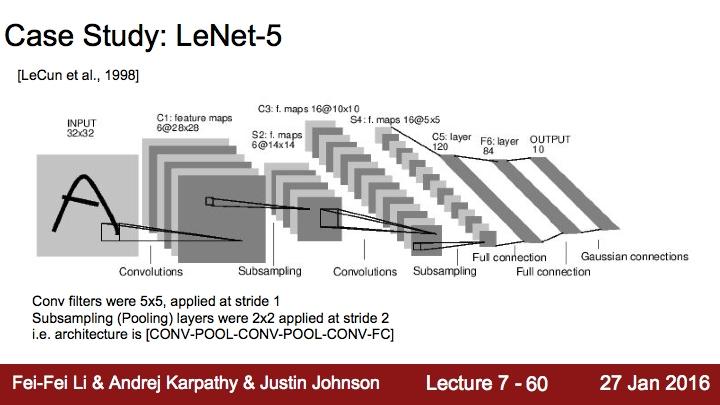 Case Study: LeNet-5
[LeCun et al., 1998]
INPUT
32x32
C1: feature maps
6@28x28
C3: f. maps 16@10x10
S2: f. maps
6@14x14
S4: f. maps 16@5x5
C5: layer
120
F6: layer
84
OUTPUT
10
Convolutions
Subsampling
Convolutions
Subsampling
Full connection
Full connection
Gaussian connections
Conv filters were 5x5, applied at stride 1
Subsampling (Pooling) layers were 2x2 applied at stride 2
i.e. architecture is [CONV-POOL-CONV-POOL-CONV-FC]
Fei-Fei Li & Andrej Karpathy & Justin Johnson Lecture 7 - 60 27 Jan 2016